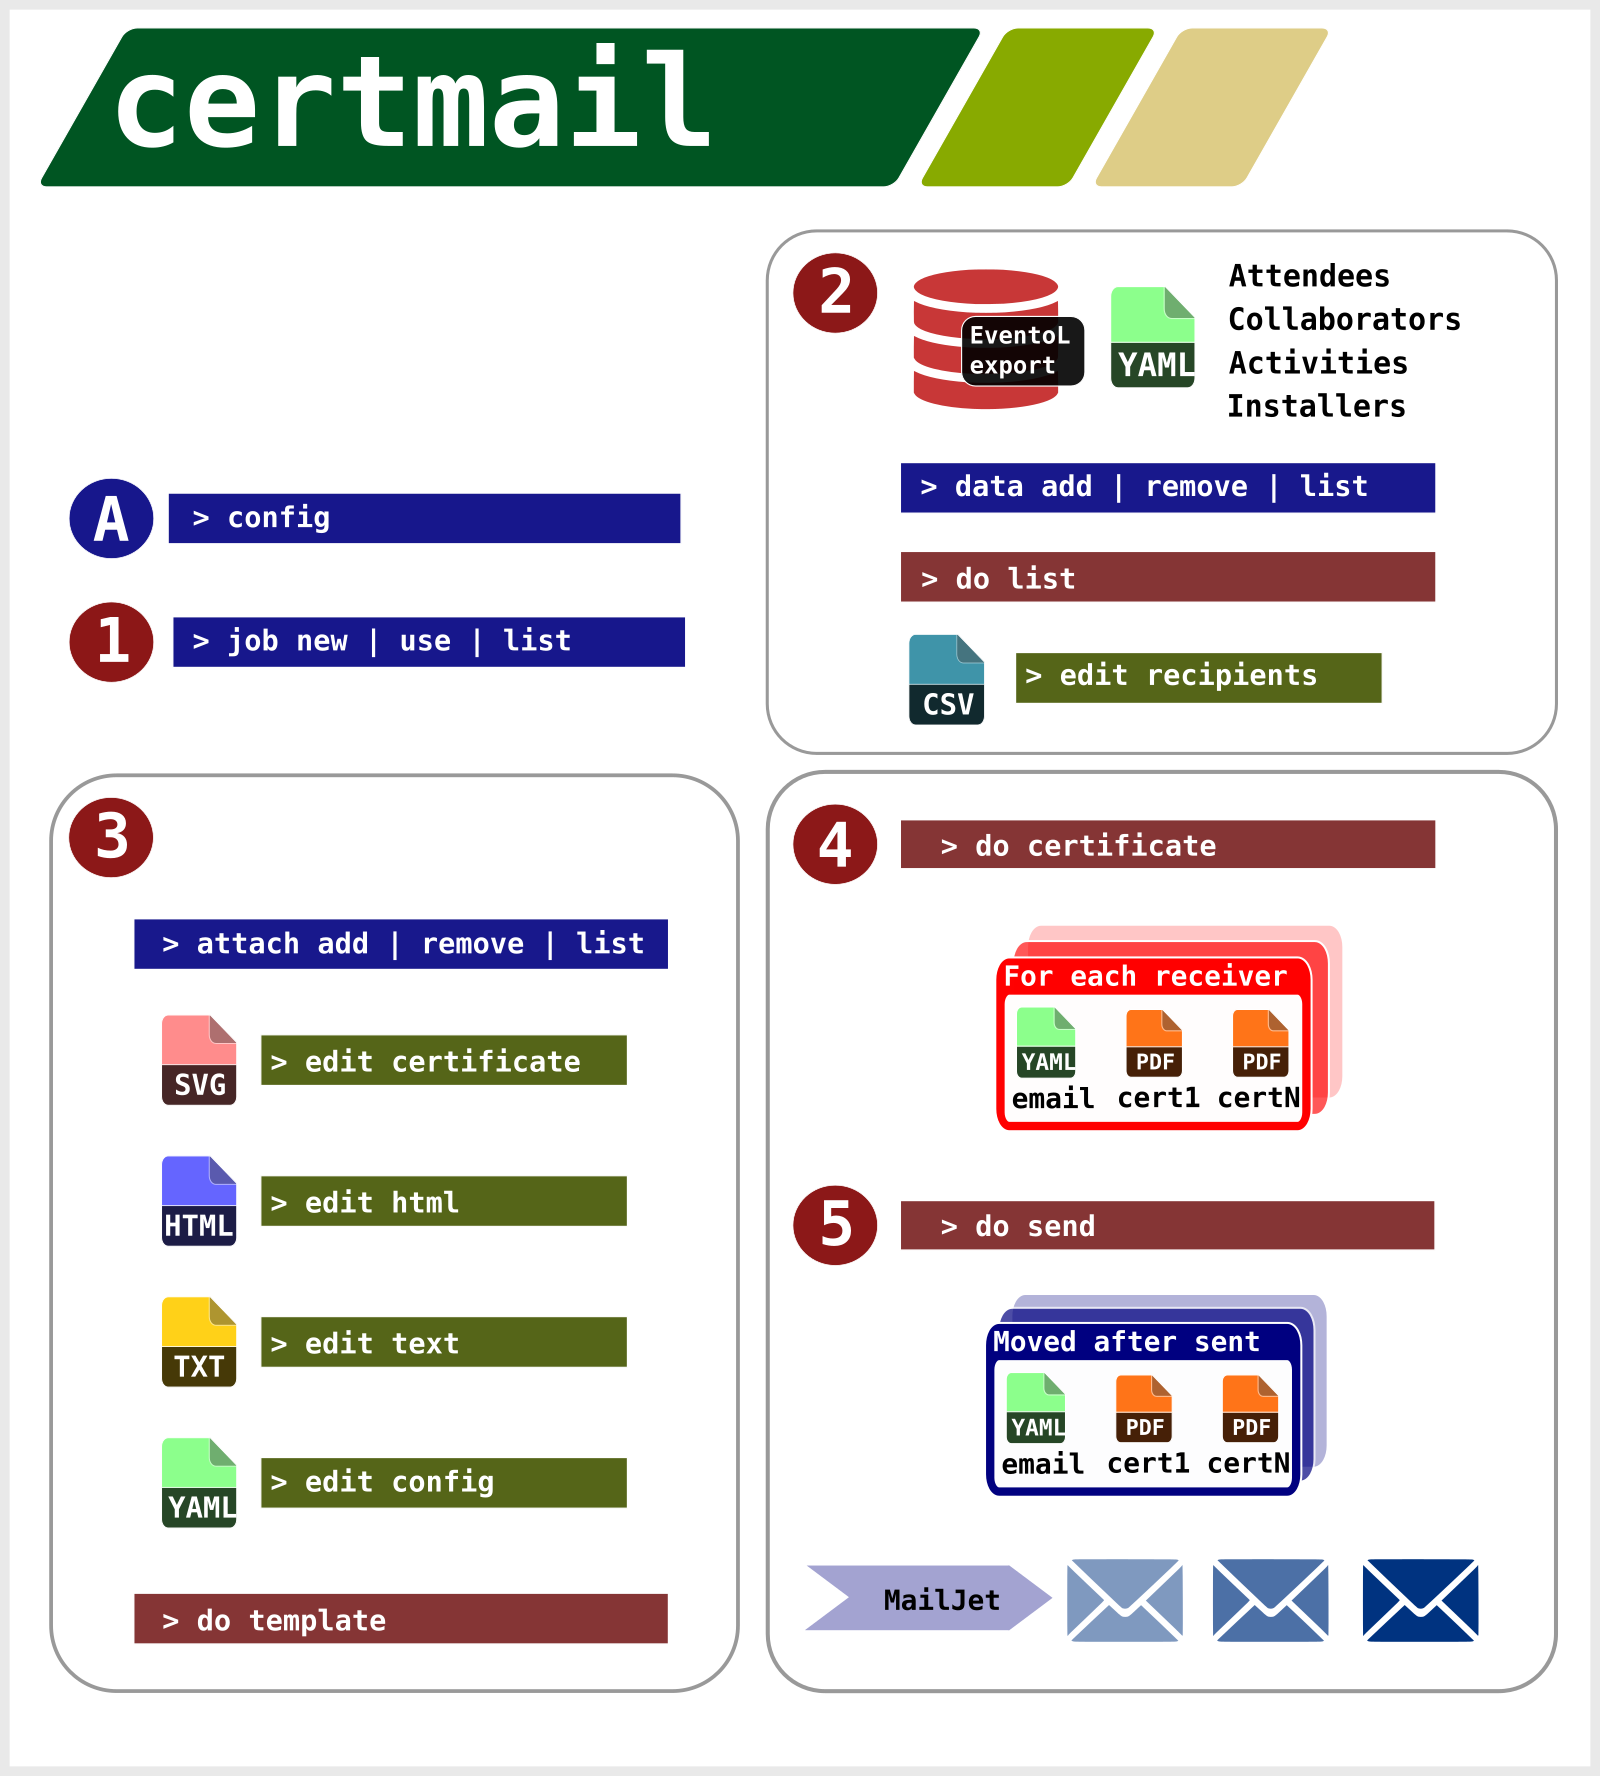 certmail
A
> config
1
> job new | use | list
2
EventoL
export
YAML
Attendees
Collaborators
Activities
Installers
> data add | remove | list
> do list
CSV
> edit recipients
3
> attach add | remove | list
SVG
> edit certificate
HTML
> edit html
TXT
> edit text
YAML
> edit config
> do template
4
> do certificate
For each receiver
YAML PDF PDF
email cert1 certN
5
> do send
Moved after sent
YAML PDF PDF
email cert1 certN
MailJet